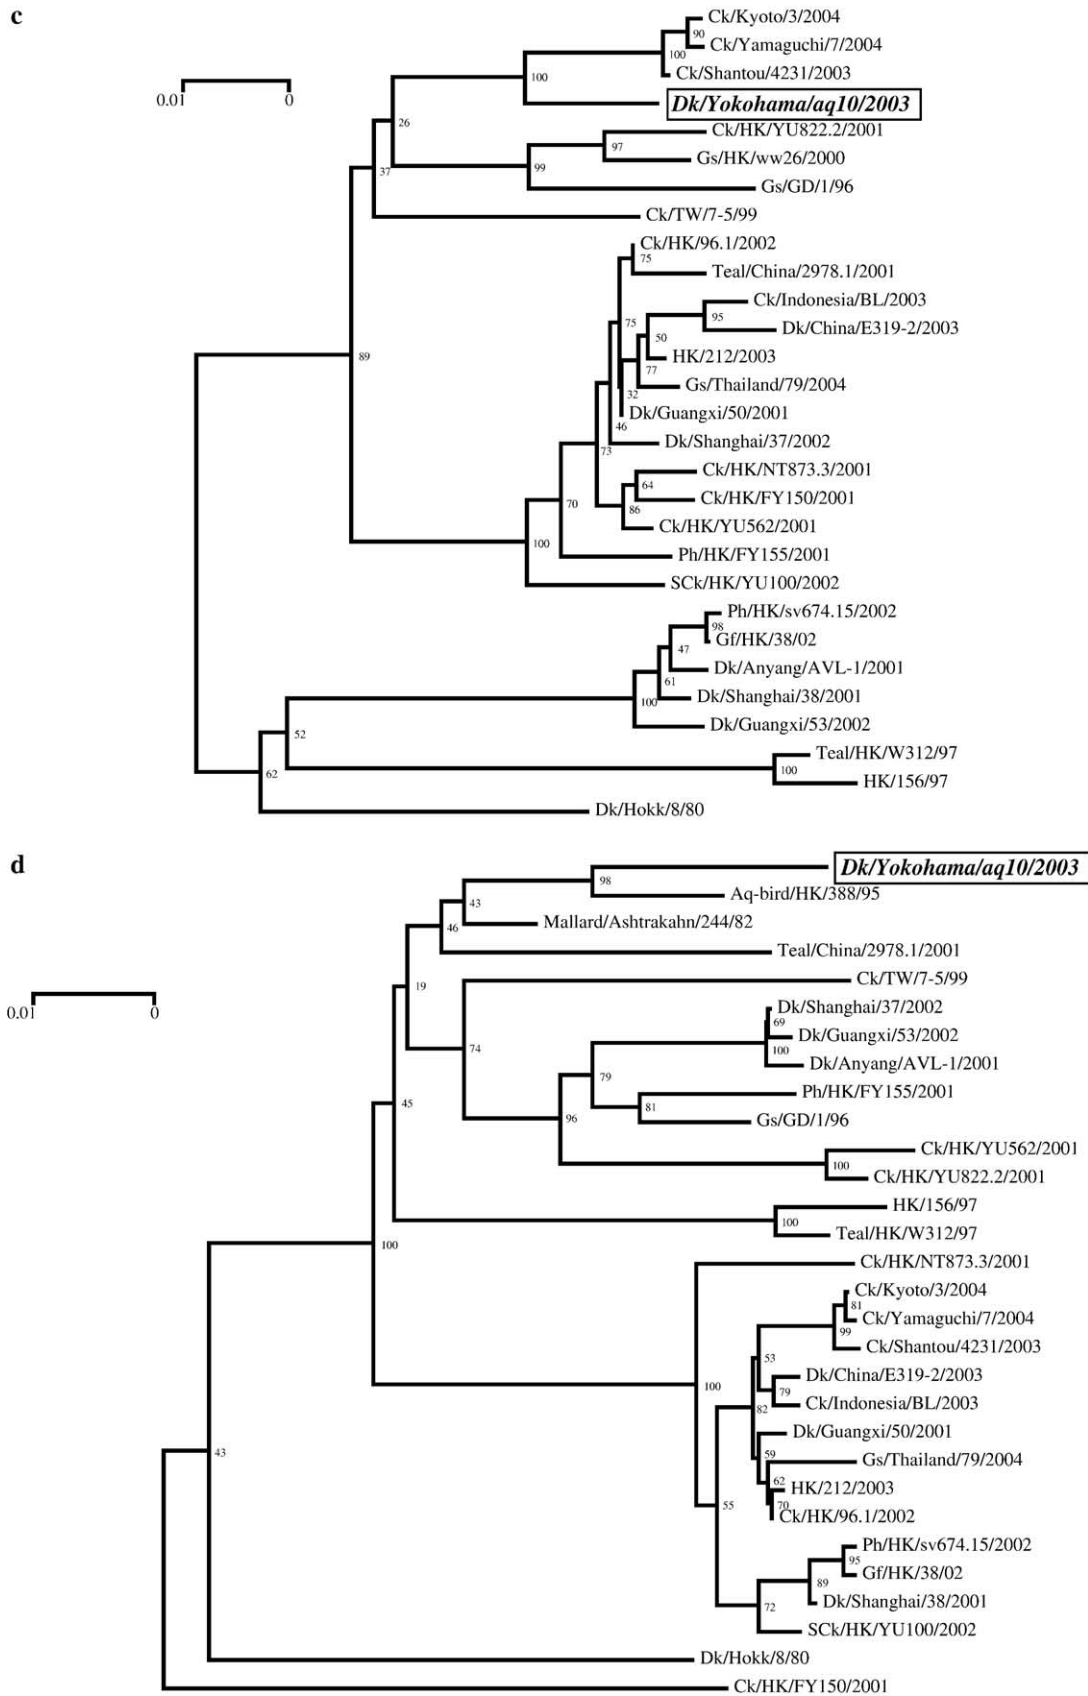 c
Ck/Kyoto/3/2004
90
Ck/Yamaguchi/7/2004
100
Ck/Shantou/4231/2003
100
0.01 0
Dk/Yokohama/aq10/2003
26
Ck/HK/YU822.2/2001
97
Gs/HK/ww26/2000
99
37
Gs/GD/1/96
Ck/TW/7-5/99
Ck/HK/96.1/2002
75
Teal/China/2978.1/2001
Ck/Indonesia/BL/2003
75
95
Dk/China/E319-2/2003
50
89
HK/212/2003
77
Gs/Thailand/79/2004
32
Dk/Guangxi/50/2001
46
Dk/Shanghai/37/2002
73
Ck/HK/NT873.3/2001
64
Ck/HK/FY150/2001
70
86
Ck/HK/YU562/2001
100
Ph/HK/FY155/2001
SCk/HK/YU100/2002
Ph/HK/sv674.15/2002
98
Gf/HK/38/02
47
Dk/Anyang/AVL-1/2001
61
Dk/Shanghai/38/2001
100
Dk/Guangxi/53/2002
52
Teal/HK/W312/97
100
62
HK/156/97
Dk/Hokk/8/80
d
Dk/Yokohama/aq10/2003
98
Aq-bird/HK/388/95
43
Mallard/Ashtrakahn/244/82
46
Teal/China/2978.1/2001
Ck/TW/7-5/99
19
0.01 0
Dk/Shanghai/37/2002
69
Dk/Guangxi/53/2002
74
100
Dk/Anyang/AVL-1/2001
79
Ph/HK/FY155/2001
45
81
96
Gs/GD/1/96
Ck/HK/YU562/2001
100
Ck/HK/YU822.2/2001
HK/156/97
100
Teal/HK/W312/97
100
Ck/HK/NT873.3/2001
Ck/Kyoto/3/2004
81
Ck/Yamaguchi/7/2004
99
Ck/Shantou/4231/2003
53
Dk/China/E319-2/2003
100
79
Ck/Indonesia/BL/2003
82
Dk/Guangxi/50/2001
43
59
Gs/Thailand/79/2004
62
HK/212/2003
70
55
Ck/HK/96.1/2002
Ph/HK/sv674.15/2002
95
Gf/HK/38/02
89
Dk/Shanghai/38/2001
72
SCk/HK/YU100/2002
Dk/Hokk/8/80
Ck/HK/FY150/2001